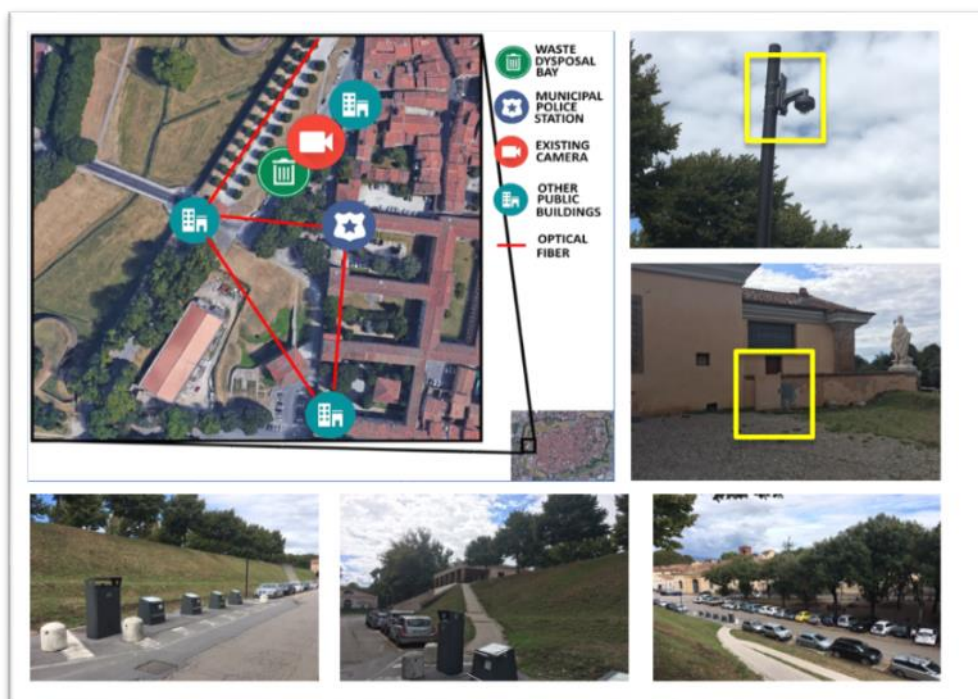 WASTE
DYSPOSAL
BAY
MUNICIPAL
POLICE
STATION
EXISTING
CAMERA
OTHER
PUBLIC
BUILDINGS
OPTICAL
FIBER